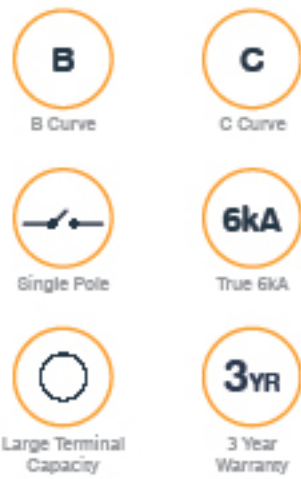 B
C
B Curve
C Curve
6kA
Single Pole
True 6kA
3YR
Large Terminal
Capacity
3 Year
Warranty